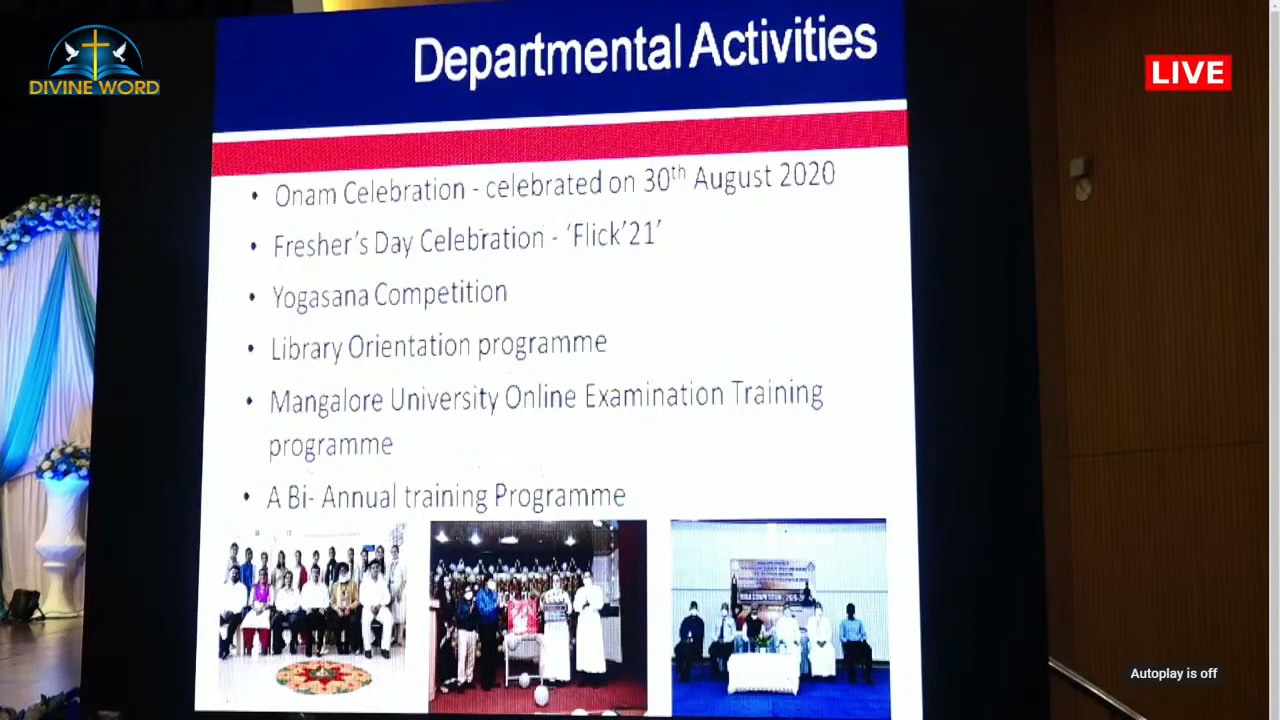 DIVINE WORD
LIVE
Departmental Activities
• Onam Celebration - celebrated on 30th August 2020
• Fresher's Day Celebration - 'Flick'21'
• Yogasana Competition
• Library Orientation programme
• Mangalore University Online Examination Training
programme
• A Bi- Annual training Programme
Autoplay is off